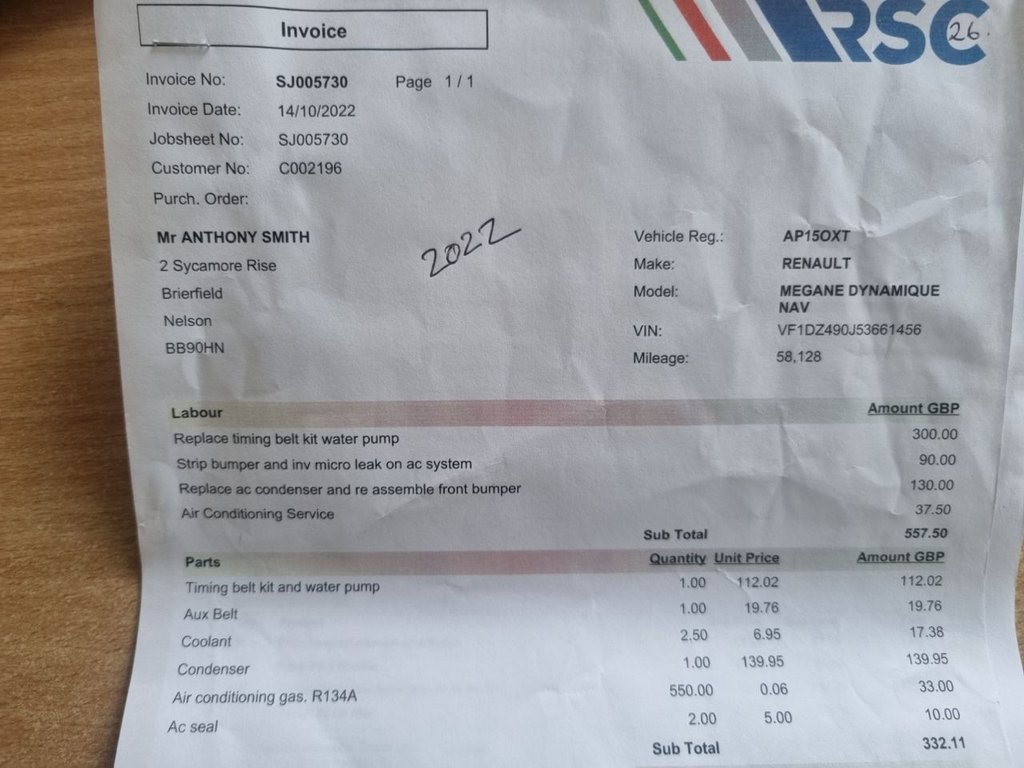 Invoice
RSC
26.
Invoice No: SJ005730 Page 1 / 1
Invoice Date: 14/10/2022
Jobsheet No: SJ005730
Customer No: C002196
Purch. Order:
Mr ANTHONY SMITH
2 Sycamore Rise
Brierfield
Nelson
BB90HN
2022
Vehicle Reg.: AP15OXT
Make: RENAULT
Model: MEGANE DYNAMIQUE
NAV
VIN: VF1DZ490J53661456
Mileage: 58,128
Labour Amount GBP
Replace timing belt kit water pump 300.00
Strip bumper and inv micro leak on ac system 90.00
Replace ac condenser and re assemble front bumper 130.00
Air Conditioning Service 37.50
Sub Total 557.50
Parts Quantity Unit Price Amount GBP
Timing belt kit and water pump 1.00 112.02 112.02
Aux Belt 1.00 19.76 19.76
Coolant 2.50 6.95 17.38
Condenser 1.00 139.95 139.95
Air conditioning gas. R134A 550.00 0.06 33.00
Ac seal 2.00 5.00 10.00
Sub Total 332.11